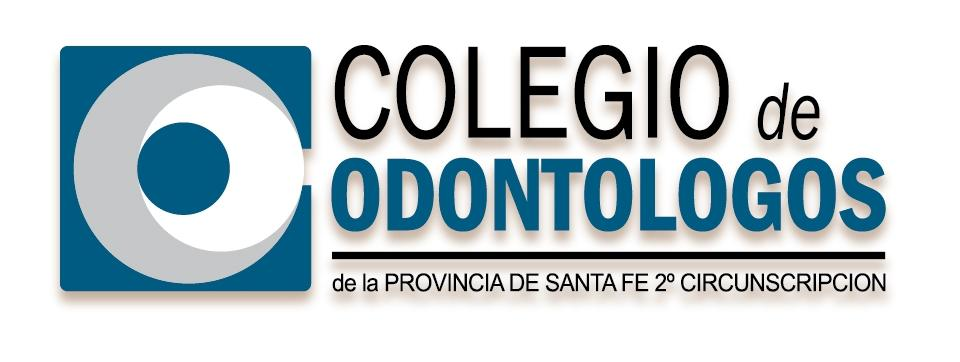 COLEGIO de
ODONTOLOGOS
de la PROVINCIA DE SANTA FE 2º CIRCUNSCRIPCION